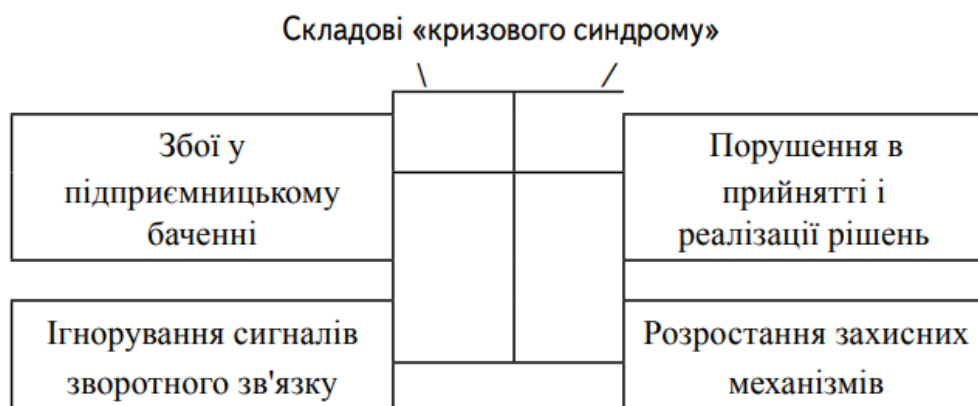 Складові «кризового синдрому»
Збої у
підприємницькому
баченні
Порушення в
прийнятті і
реалізації рішень
Ігнорування сигналів
зворотного зв'язку
Розростання захисних
механізмів